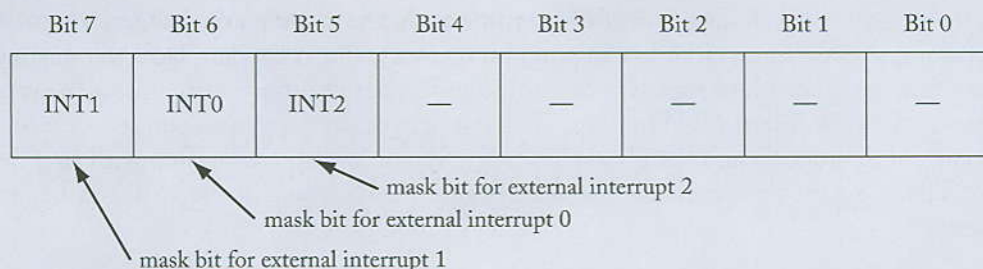 Bit 7 Bit 6 Bit 5 Bit 4 Bit 3 Bit 2 Bit 1 Bit 0
INT1 INT0 INT2 — — — — —
mask bit for external interrupt 2
mask bit for external interrupt 0
mask bit for external interrupt 1